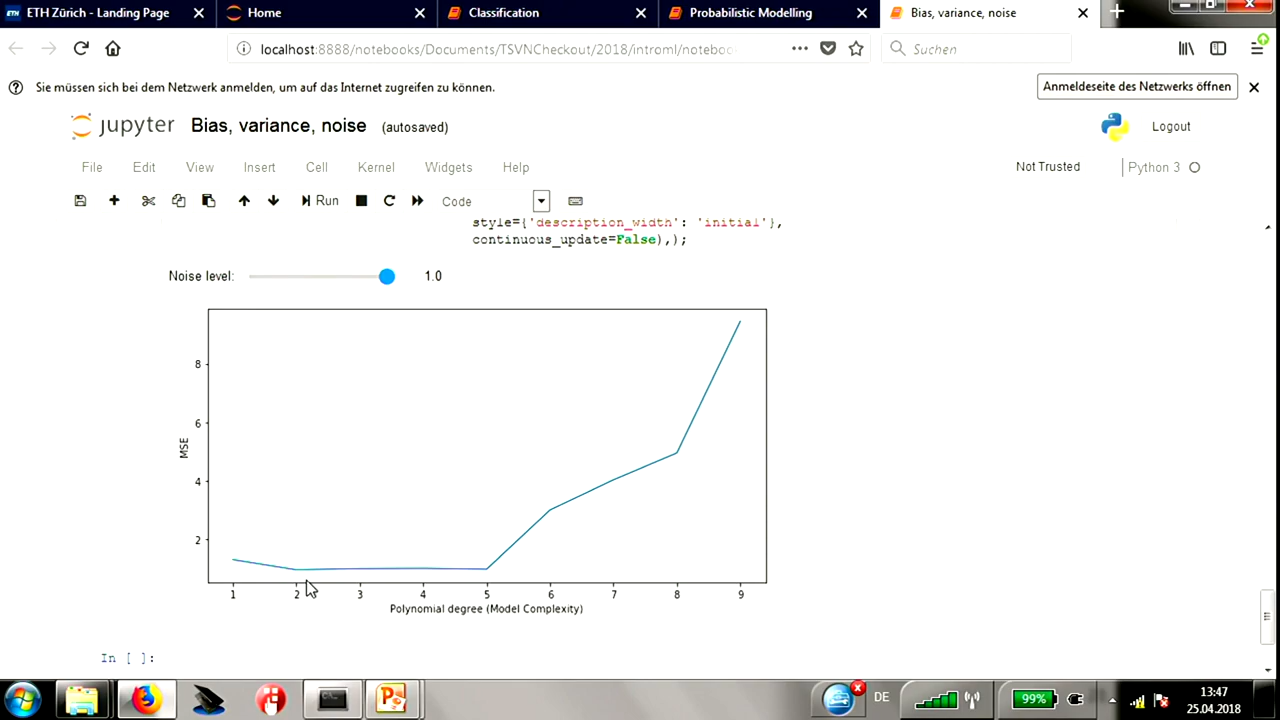 ETH Zürich - Landing Page
Home
Classification
Probabilistic Modelling
Bias, variance, noise
localhost:8888/notebooks/Documents/TSVNCheckout/2018/introml/noteboo
Suchen
Sie müssen sich bei dem Netzwerk anmelden, um auf das Internet zugreifen zu können.
Anmeldeseite des Netzwerks öffnen
jupyter Bias, variance, noise (autosaved)
Logout
File Edit View Insert Cell Kernel Widgets Help
Not Trusted
Python 3
Run
Code
style={'description_width': 'initial'},
continuous_update=False),);
Noise level: 1.0
8
6
4
2
MSE
1 2 3 4 5 6 7 8 9
Polynomial degree (Model Complexity)
In [ ]:
DE
99%
13:47
25.04.2018